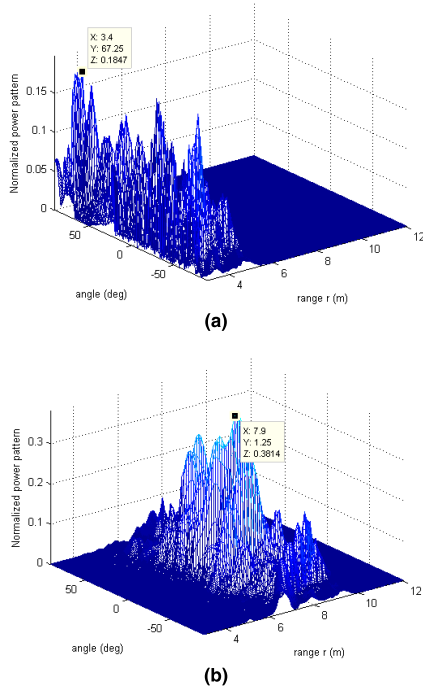 X: 3.4
Y: 67.25
Z: 0.1847
Normalized power pattern
0.15
0.1
0.05
0
50
0
-50
4
6
8
10
12
angle (deg)
range r (m)
(a)
X: 7.9
Y: 1.25
Z: 0.3814
Normalized power pattern
0.3
0.2
0.1
0
50
0
-50
4
6
8
10
12
angle (deg)
range r (m)
(b)